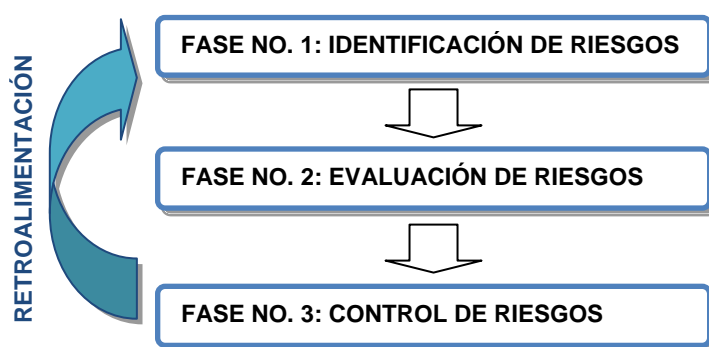 FASE NO. 1: IDENTIFICACIÓN DE RIESGOS
RETROALIMENTACIÓN
FASE NO. 2: EVALUACIÓN DE RIESGOS
FASE NO. 3: CONTROL DE RIESGOS